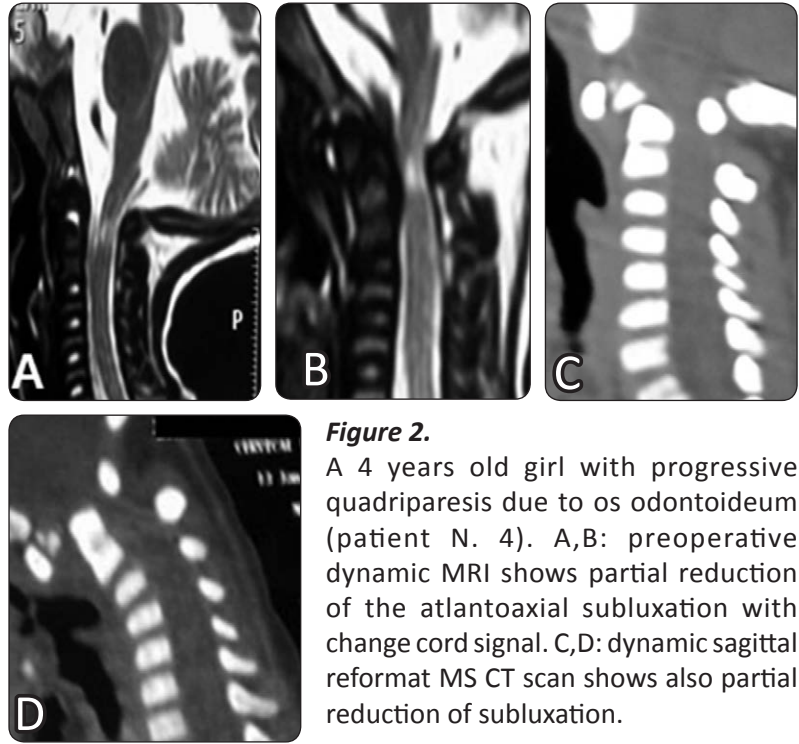 5
P
A
B
C
D
Figure 2.
A 4 years old girl with progressive
quadriparesis due to os odontoideum
(patient N. 4). A,B: preoperative
dynamic MRI shows partial reduction
of the atlantoaxial subluxation with
change cord signal. C,D: dynamic sagittal
reformat MS CT scan shows also partial
reduction of subluxation.